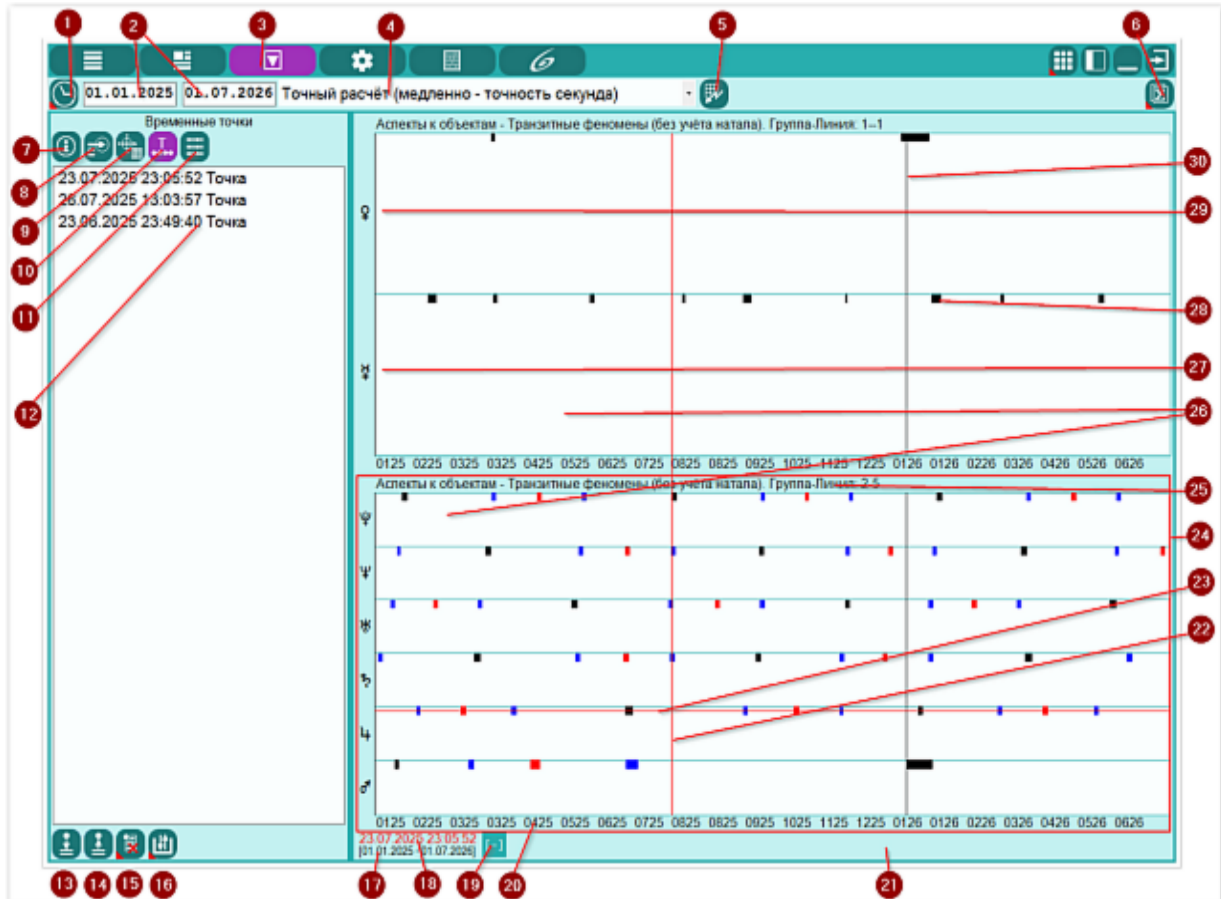 1 2 3 4 5 6
01.01.2025 01.07.2026 Точный расчёт (медленно - точность секунда)
Временные точки
Аспекты к объектам - Транзитные феномены (без учёта натала). Группа-Линия: 1--1
7
8
9
10
11
12
23.07.2025 23:05:52 Точка
26.07.2025 13:03:57 Точка
23.06.2025 23:49:40 Точка
30
29
28
27
26
0125 0225 0325 0325 0425 0525 0625 0725 0825 0825 0925 1025 1125 1225 0126 0126 0226 0326 0426 0526 0626
Аспекты к объектам - Транзитные феномены (без учёта натала). Группа-Линия: 2-5
25
24
23
22
0125 0225 0325 0325 0425 0525 0625 0725 0825 0825 0925 1025 1125 1225 0126 0126 0226 0326 0426 0526 0626
23.07.2025 23:05:52
[01.01.2025 - 01.07.2026]
[--]
13 14 15 16 17 18 19 20 21